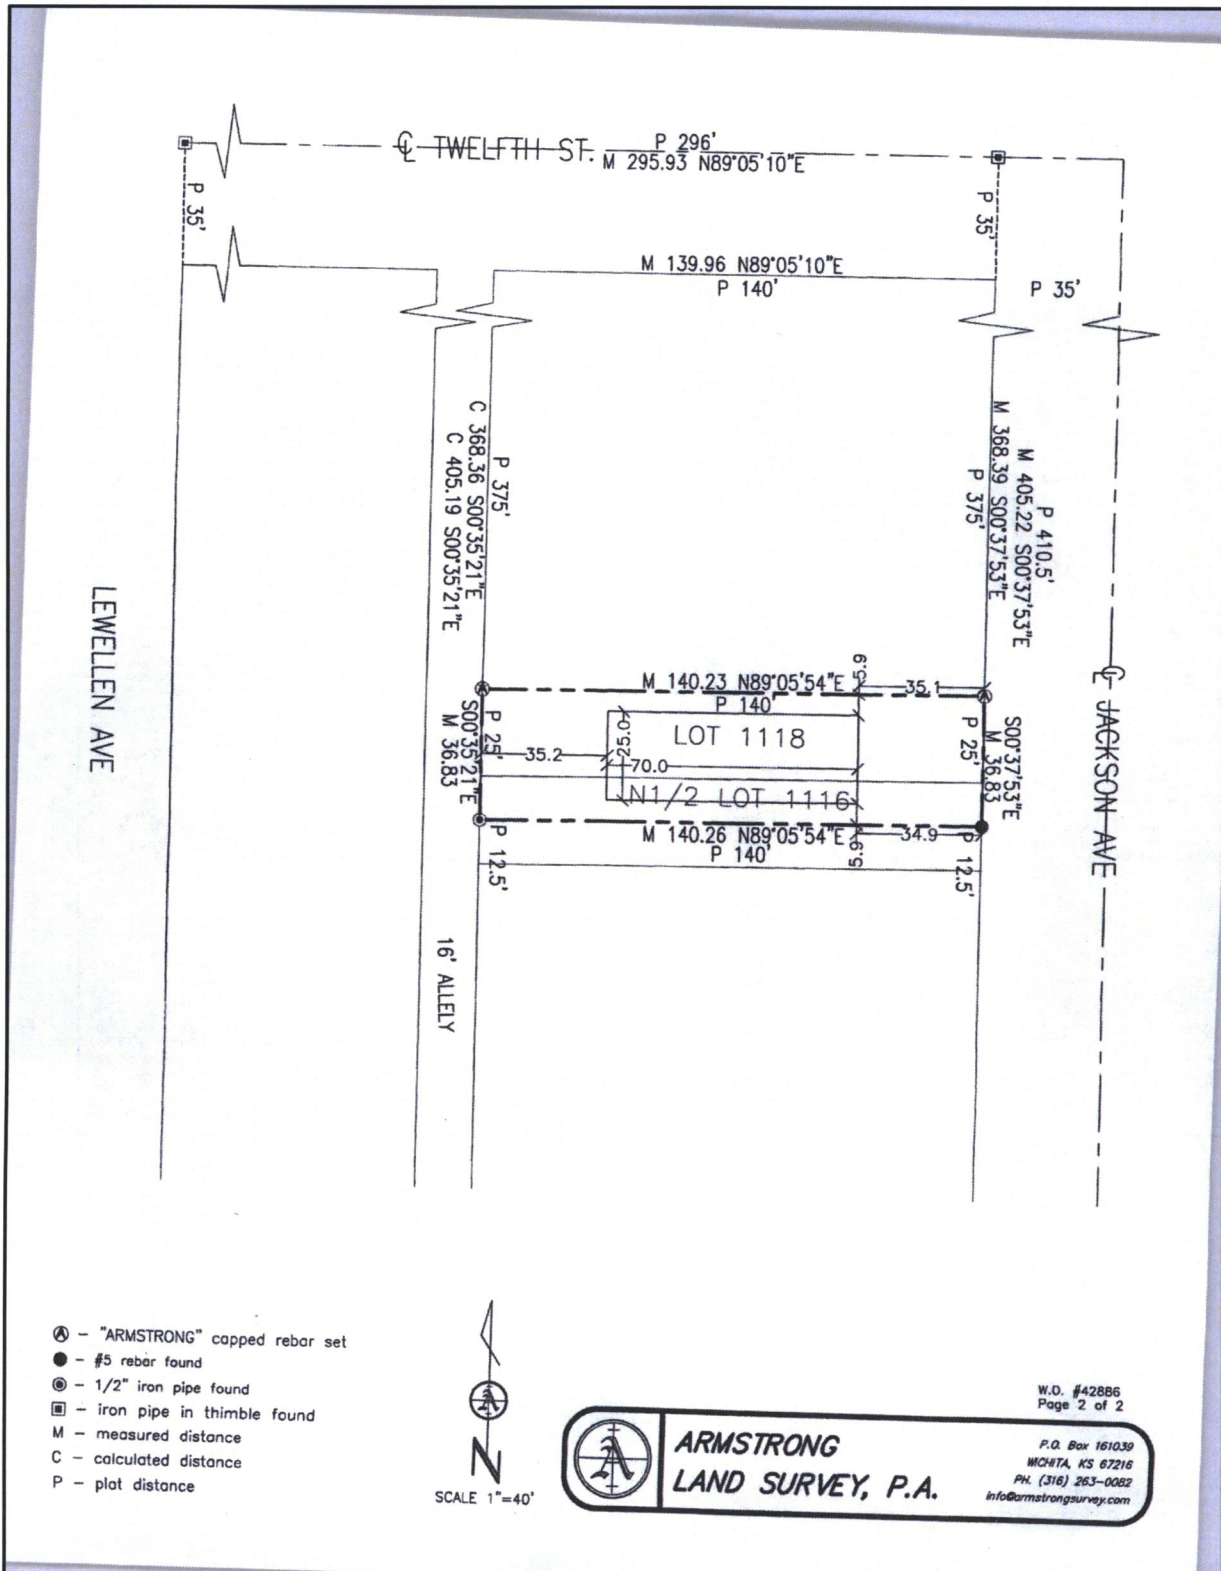 ℄ TWELFTH ST.
P 296'
M 295.93 N89°05'10"E
P 35'
P 35'
M 139.96 N89°05'10"E
P 140'
P 35'
P 375'
C 368.36 S00°35'21"E
C 405.19 S00°35'21"E
P 410.5'
M 405.22 S00°37'53"E
M 368.39 S00°37'53"E
P 375'
LEWELLEN AVE
℄ JACKSON AVE
M 140.23 N89°05'54"E
P 140'
5.9
35.1
P 25'
S00°35'21"E
M 36.83
35.2
25.0
LOT 1118
70.0
N1/2 LOT 1116
P 25'
S00°37'53"E
M 36.83
M 140.26 N89°05'54"E
P 140'
5.9
34.9
P 12.5'
P 12.5'
16' ALLELY
A - "ARMSTRONG" capped rebar set
- #5 rebar found
- 1/2" iron pipe found
- iron pipe in thimble found
M - measured distance
C - calculated distance
P - plat distance
A
N
SCALE 1"=40'
W.O. #42886
Page 2 of 2
A
ARMSTRONG
LAND SURVEY, P.A.
P.O. Box 161039
WICHITA, KS 67216
PH. (316) 263-0082
info@armstrongsurvey.com